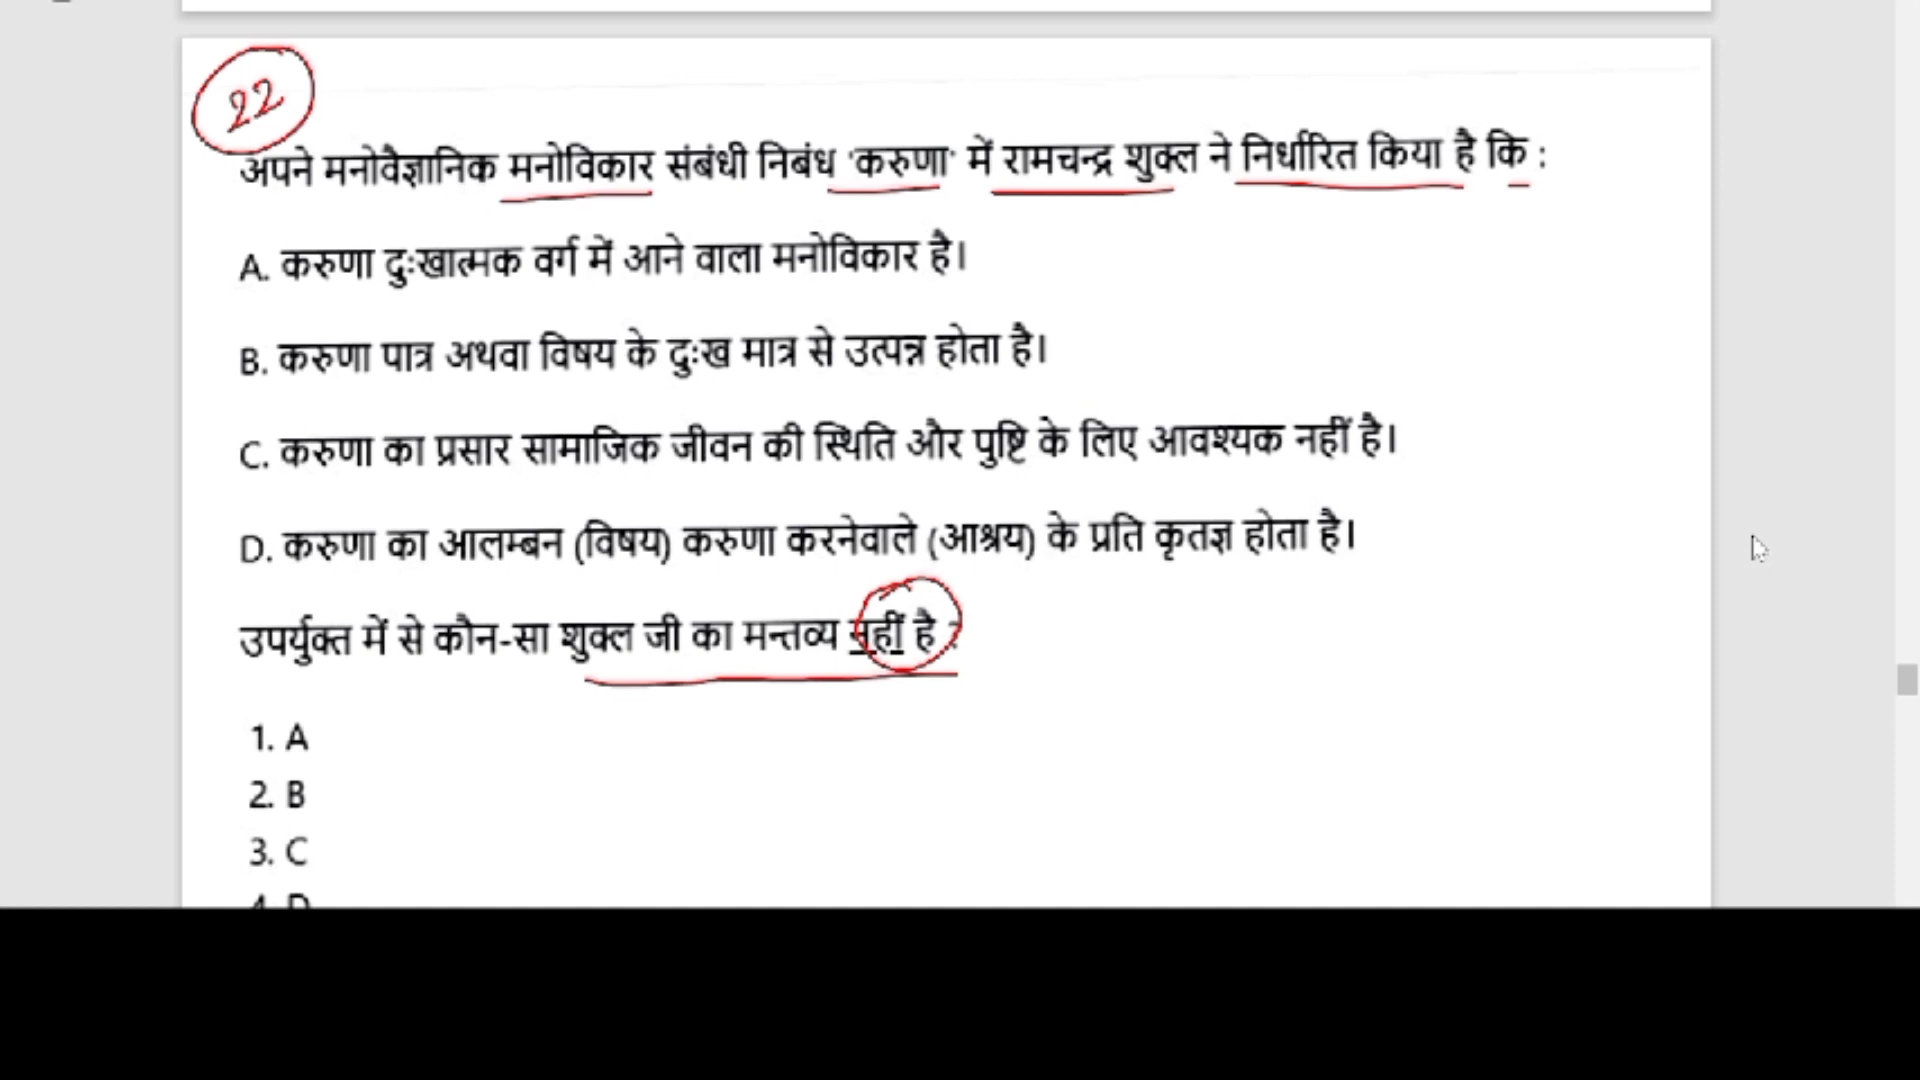 22
अपने मनोवैज्ञानिक मनोविकार संबंधी निबंध 'करुणा' में रामचन्द्र शुक्ल ने निर्धारित किया है कि :
A. करुणा दुःखात्मक वर्ग में आने वाला मनोविकार है।
B. करुणा पात्र अथवा विषय के दुःख मात्र से उत्पन्न होता है।
C. करुणा का प्रसार सामाजिक जीवन की स्थिति और पुष्टि के लिए आवश्यक नहीं है।
D. करुणा का आलम्बन (विषय) करुणा करनेवाले (आश्रय) के प्रति कृतज्ञ होता है।
उपर्युक्त में से कौन-सा शुक्ल जी का मन्तव्य नहीं है ?
1. A
2. B
3. C
4. D